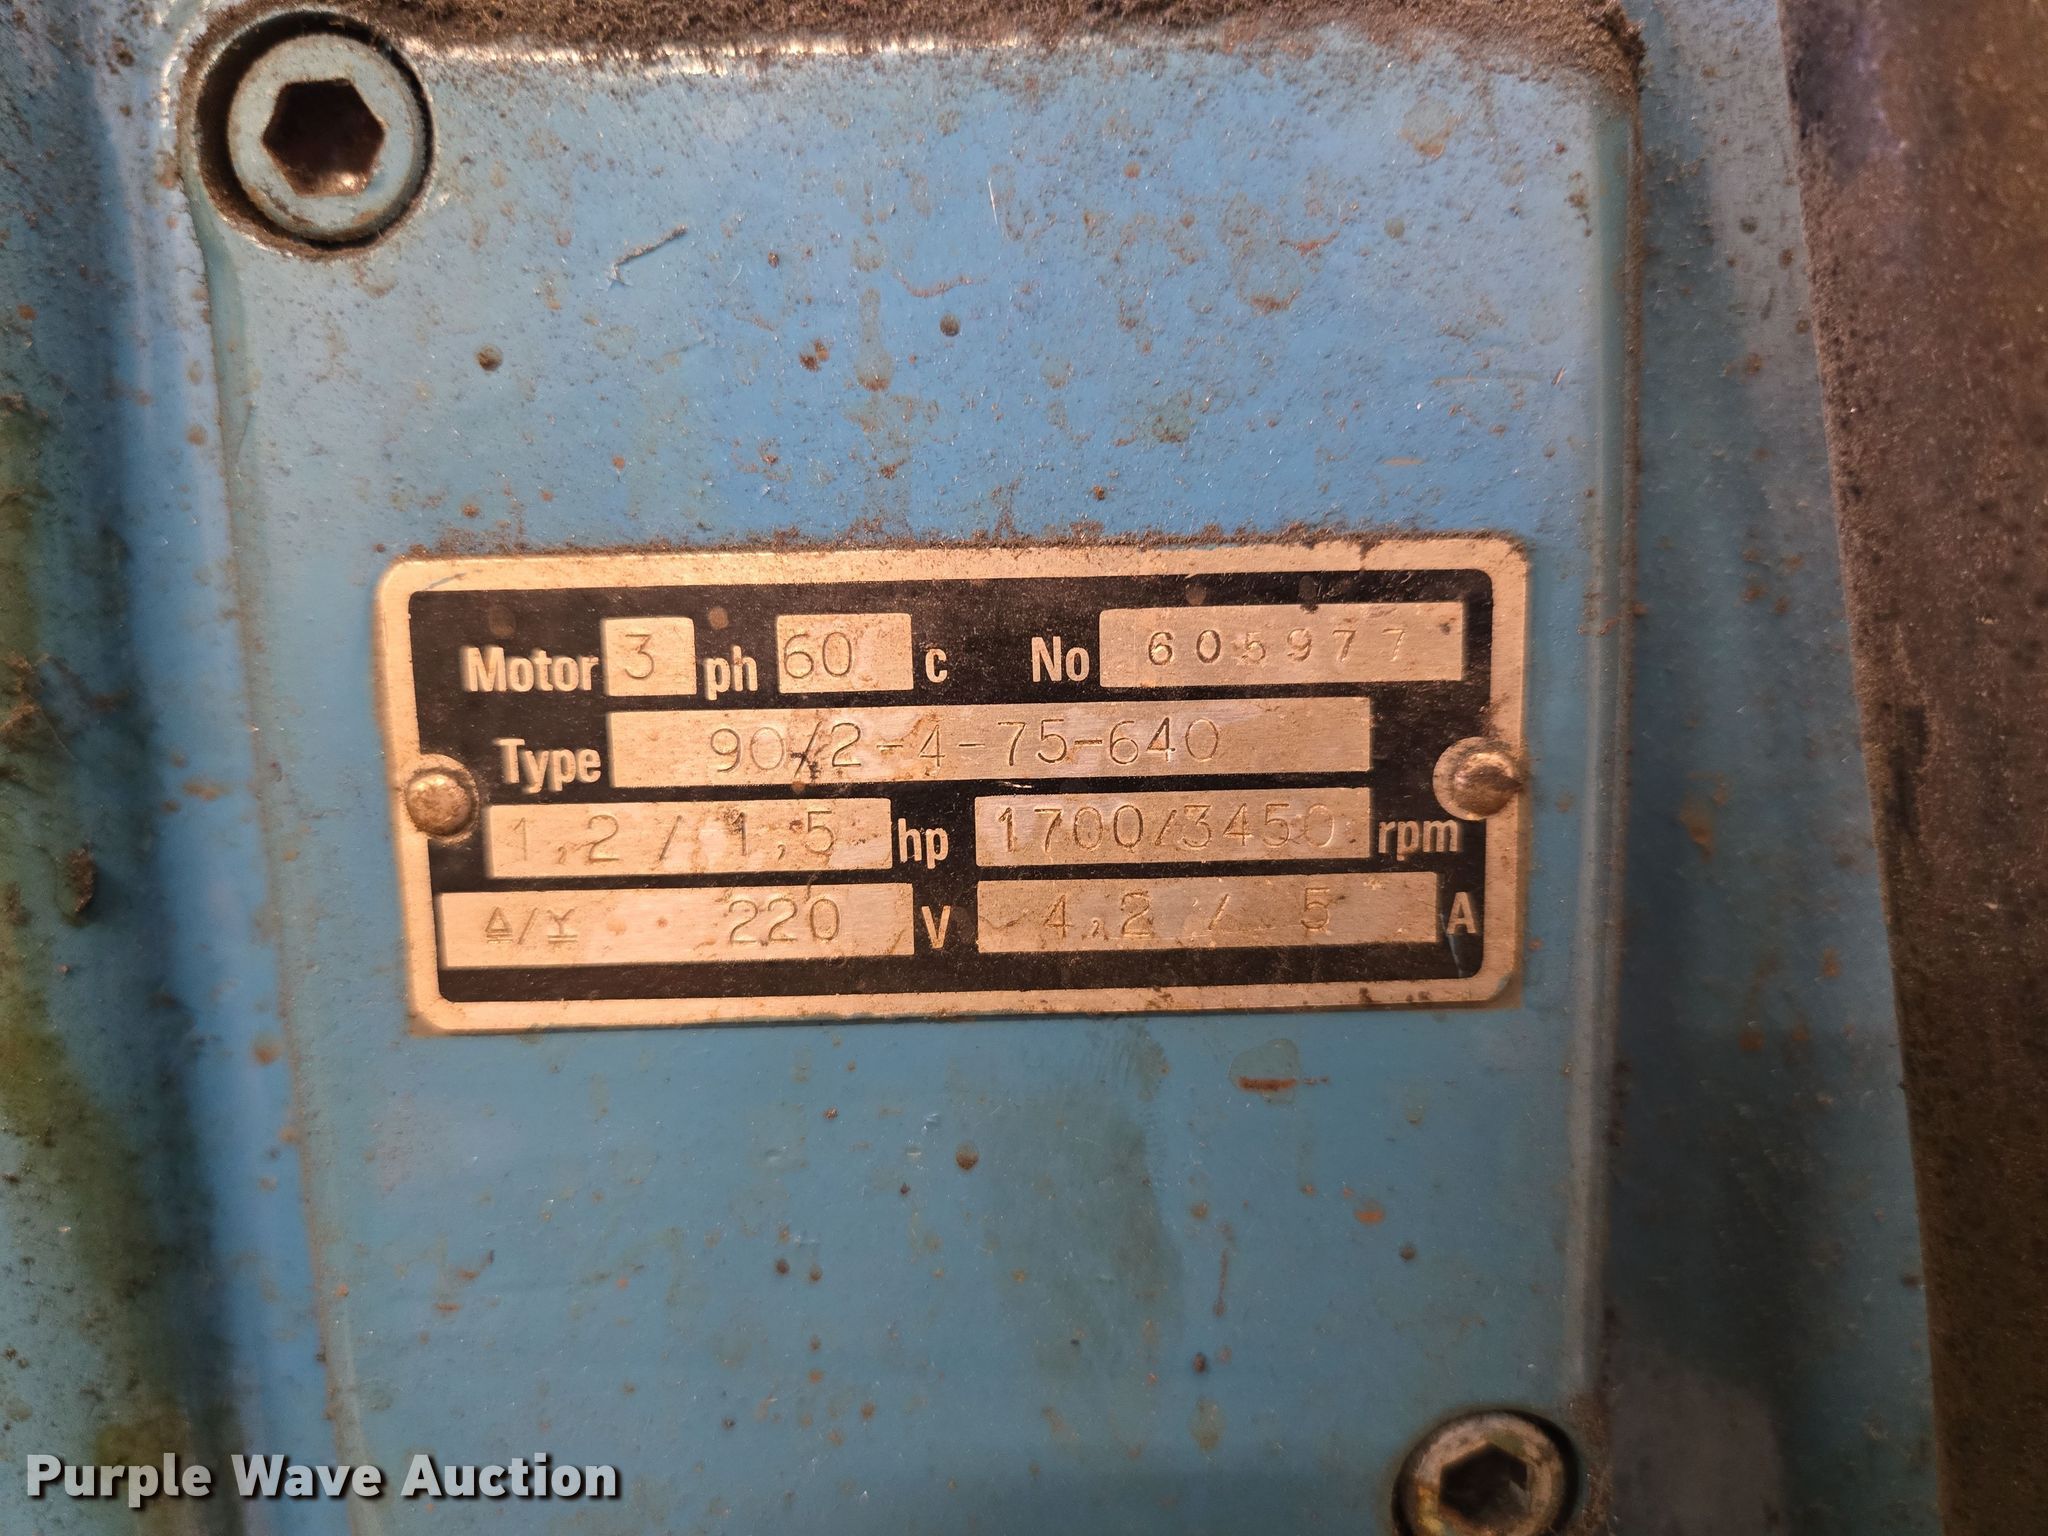 Motor 3 ph 60 c No 605977
Type 90/2-4-75-640
1,2 / 1,5 hp 1700/3450 rpm
Δ/Y 220 V 4,2 / 5 A
Purple Wave Auction